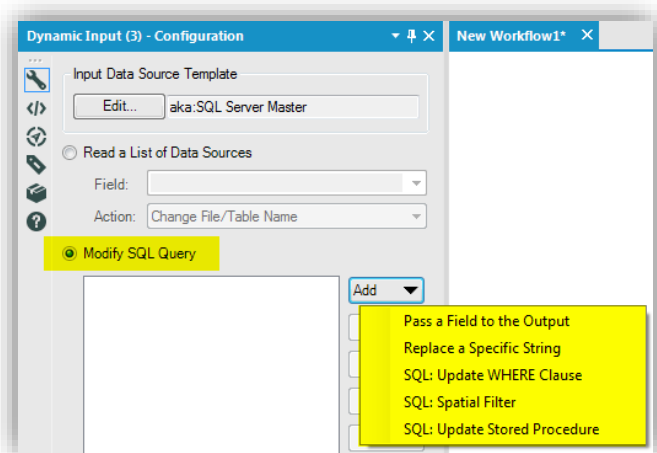 Dynamic Input (3) - Configuration
New Workflow1*
Input Data Source Template
Edit...
aka:SQL Server Master
Read a List of Data Sources
Field:
Action:
Change File/Table Name
Modify SQL Query
Add
Pass a Field to the Output
Replace a Specific String
SQL: Update WHERE Clause
SQL: Spatial Filter
SQL: Update Stored Procedure